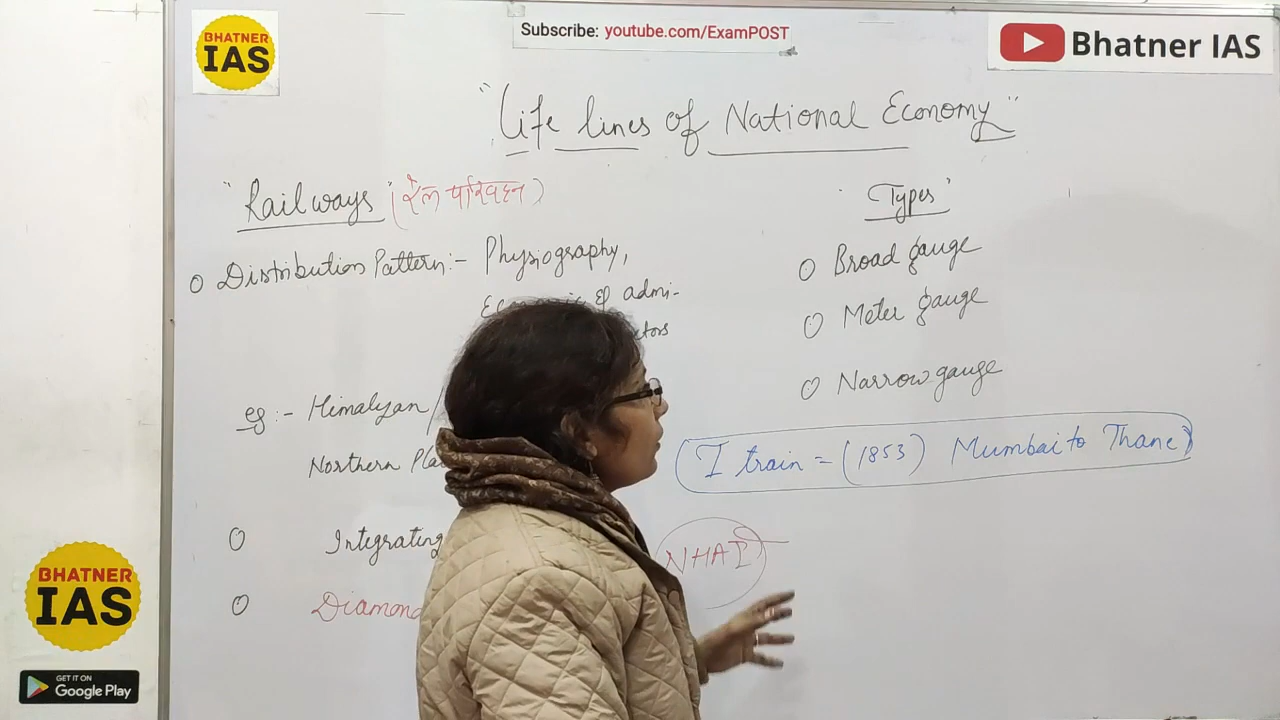 BHATNER
IAS
Subscribe: youtube.com/ExamPOST
Bhatner IAS
"Life lines of National Economy"
"Railways" (रेल परिवहन)
O Distribution Pattern:- Physiography,
& admi-
eg:- Himalyan/
Northern
O Integrating
O Diamond
"Types"
O Broad gauge
O Meter gauge
O Narrow gauge
(I train = (1853) Mumbai to Thane)
NHAI
BHATNER
IAS
GET IT ON
Google Play